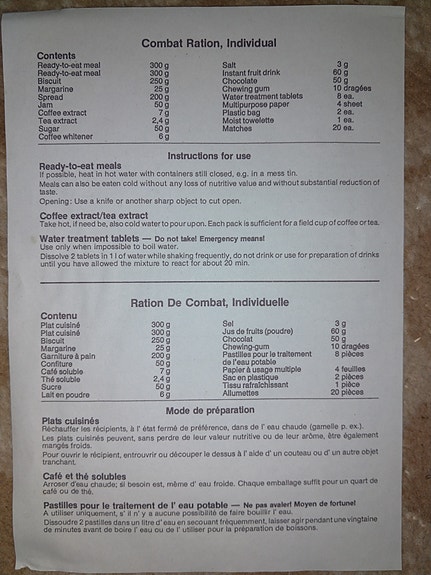 Combat Ration, Individual
Contents
Ready-to-eat meal 300 g Salt 3 g
Ready-to-eat meal 300 g Instant fruit drink 60 g
Biscuit 250 g Chocolate 50 g
Margarine 25 g Chewing gum 10 dragées
Spread 200 g Water treatment tablets 8 ea.
Jam 50 g Multipurpose paper 4 sheet
Coffee extract 7 g Plastic bag 2 ea.
Tea extract 2,4 g Moist towelette 1 ea.
Sugar 50 g Matches 20 ea.
Coffee whitener 6 g
Instructions for use
Ready-to-eat meals
If possible, heat in hot water with containers still closed, e.g. in a mess tin.
Meals can also be eaten cold without any loss of nutritive value and without substantial reduction of
taste.
Opening: Use a knife or another sharp object to cut open.
Coffee extract/tea extract
Take hot, if need be, also cold water to pour upon. Each pack is sufficient for a field cup of coffee or tea.
Water treatment tablets — Do not take! Emergency means!
Use only when impossible to boil water.
Dissolve 2 tablets in 1 l of water while shaking frequently, do not drink or use for preparation of drinks
until you have allowed the mixture to react for about 20 min.
Ration De Combat, Individuelle
Contenu
Plat cuisiné 300 g Sel 3 g
Plat cuisiné 300 g Jus de fruits (poudre) 60 g
Biscuit 250 g Chocolat 50 g
Margarine 25 g Chewing-gum 10 dragées
Garniture à pain 200 g Pastilles pour le traitement 8 pièces
Confiture 50 g de l'eau potable
Café soluble 7 g Papier à usage multiple 4 feuilles
Thé soluble 2,4 g Sac en plastique 2 pièces
Sucre 50 g Tissu rafraîchissant 1 pièce
Lait en poudre 6 g Allumettes 20 pièces
Mode de préparation
Plats cuisinés
Réchauffer les récipients, à l' état fermé de préférence, dans de l' eau chaude (gamelle p. ex.).
Les plats cuisinés peuvent, sans perdre de leur valeur nutritive ou de leur arôme, être également
mangés froids.
Pour ouvrir le récipient, entrouvrir ou découper le dessus à l' aide d' un couteau ou d' un autre objet
tranchant.
Café et thé solubles
Arroser d'eau chaude; si besoin est, même d' eau froide. Chaque emballage suffit pour un quart de
café ou de thé.
Pastilles pour le traitement de l' eau potable — Ne pas avaler! Moyen de fortune!
A utiliser uniquement, s' il n' y a aucune possibilité de faire bouillir l' eau.
Dissoudre 2 pastilles dans un litre d' eau en secouant fréquemment, laisser agir pendant une vingtaine
de minutes avant de boire l' eau ou de l' utiliser pour la préparation de boissons.